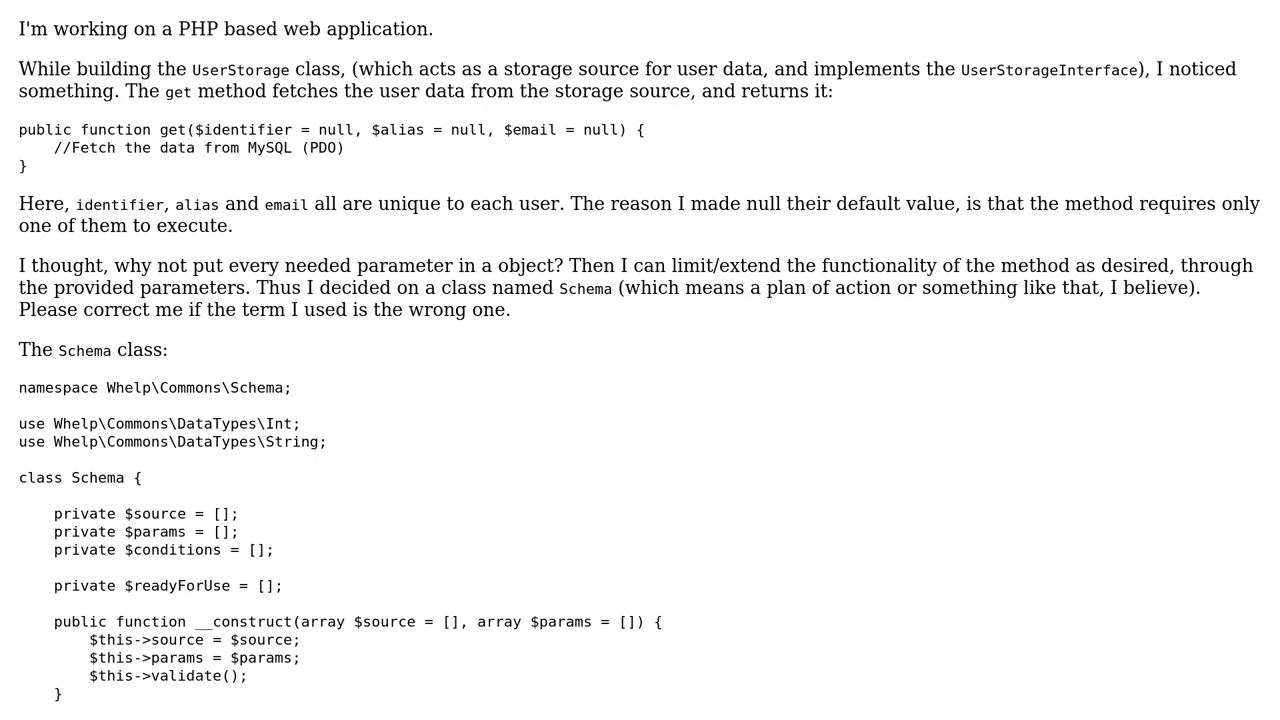 I'm working on a PHP based web application.
While building the UserStorage class, (which acts as a storage source for user data, and implements the UserStorageInterface), I noticed
something. The get method fetches the user data from the storage source, and returns it:
public function get($identifier = null, $alias = null, $email = null) {
    //Fetch the data from MySQL (PDO)
}
Here, identifier, alias and email all are unique to each user. The reason I made null their default value, is that the method requires only
one of them to execute.
I thought, why not put every needed parameter in a object? Then I can limit/extend the functionality of the method as desired, through
the provided parameters. Thus I decided on a class named Schema (which means a plan of action or something like that, I believe).
Please correct me if the term I used is the wrong one.
The Schema class:
namespace Whelp\Commons\Schema;
use Whelp\Commons\DataTypes\Int;
use Whelp\Commons\DataTypes\String;
class Schema {
    private $source = [];
    private $params = [];
    private $conditions = [];
    private $readyForUse = [];
    public function __construct(array $source = [], array $params = []) {
        $this->source = $source;
        $this->params = $params;
        $this->validate();
    }